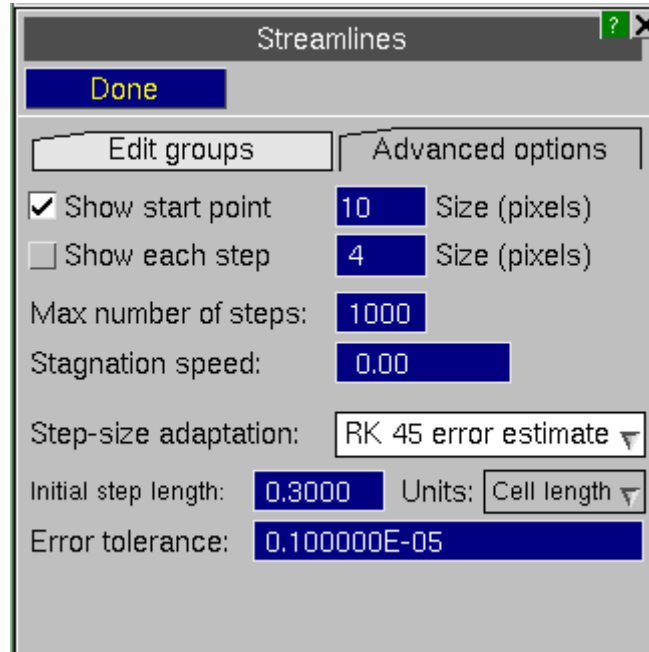 Streamlines ?
Done
Edit groups Advanced options
Show start point 10 Size (pixels)
Show each step 4 Size (pixels)
Max number of steps: 1000
Stagnation speed: 0.00
Step-size adaptation: RK 45 error estimate
Initial step length: 0.3000 Units: Cell length
Error tolerance: 0.100000E-05